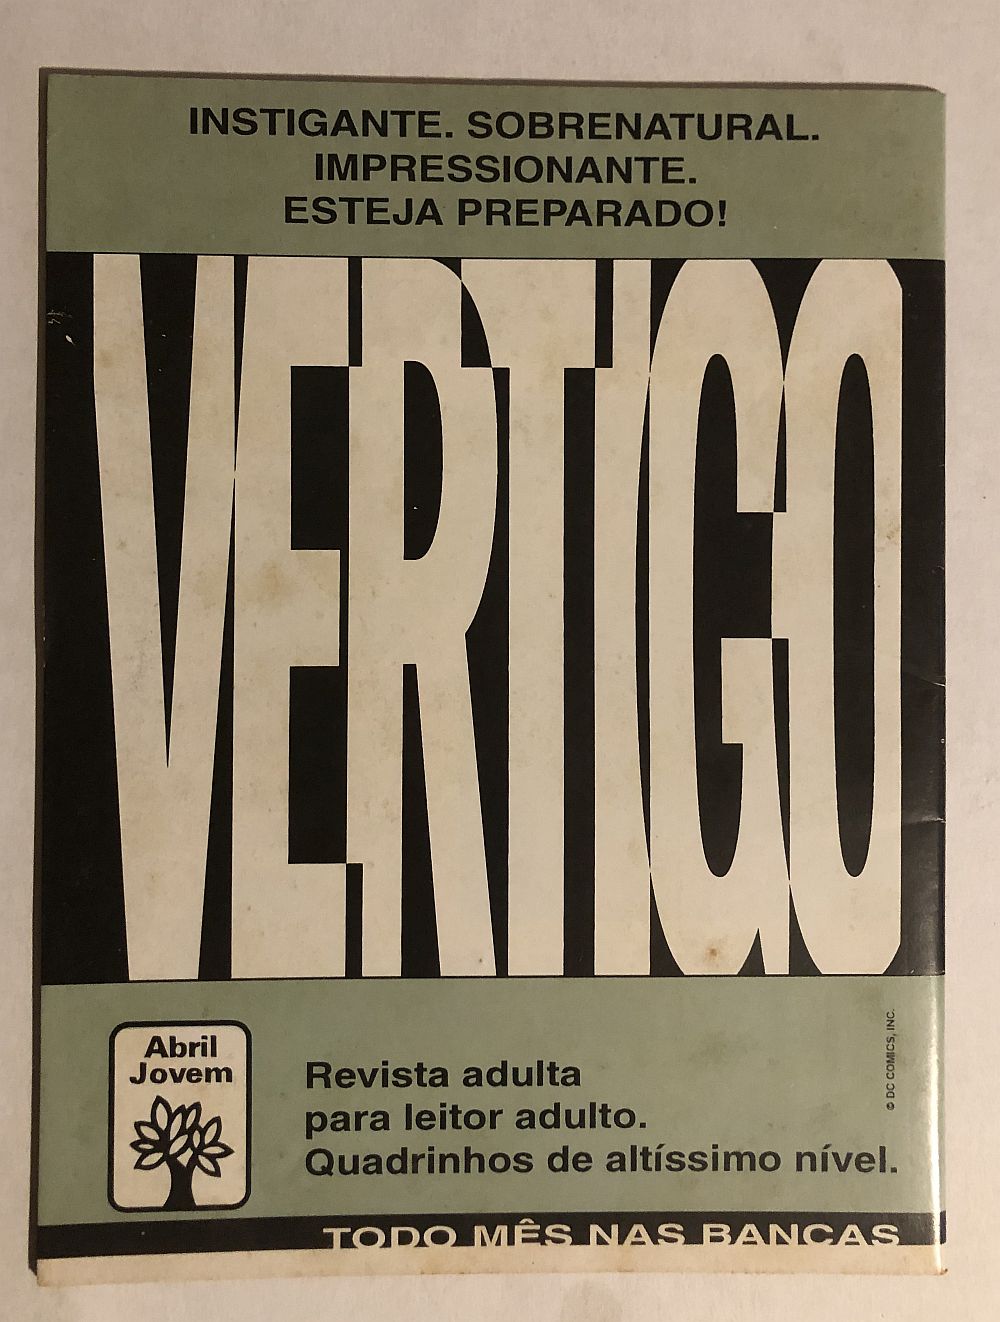 INSTIGANTE. SOBRENATURAL.
IMPRESSIONANTE.
ESTEJA PREPARADO!
VERTIGO
Abril
Jovem
Revista adulta
para leitor adulto.
Quadrinhos de altíssimo nível.
© DC COMICS, INC.
TODO MÊS NAS BANCAS